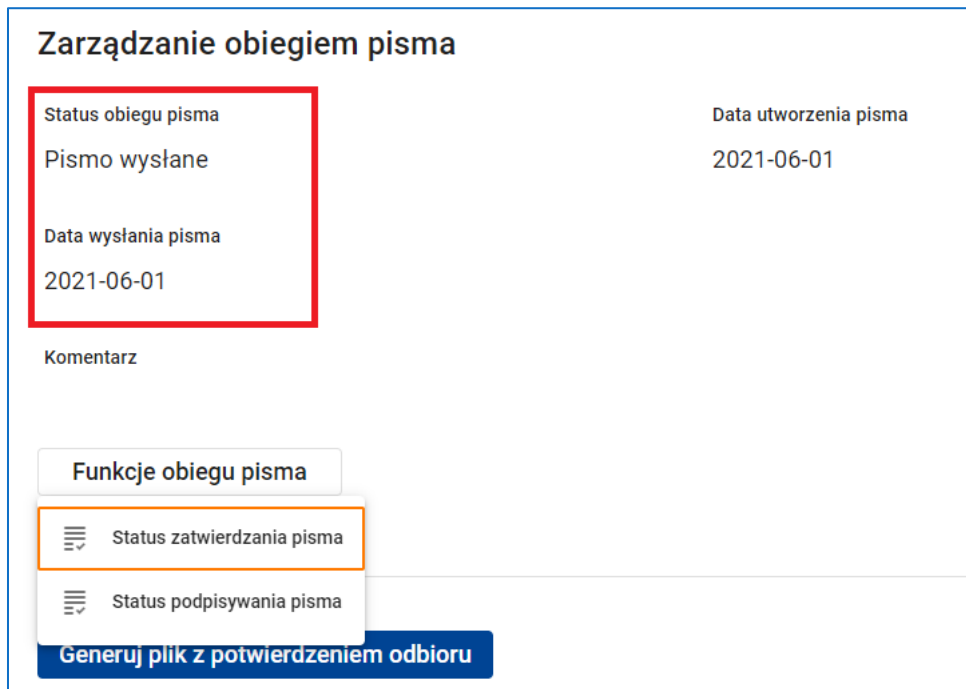 Zarządzanie obiegiem pisma
Status obiegu pisma
Data utworzenia pisma
Pismo wysłane
2021-06-01
Data wysłania pisma
2021-06-01
Komentarz
Funkcje obiegu pisma
Status zatwierdzania pisma
Status podpisywania pisma
Generuj plik z potwierdzeniem odbioru